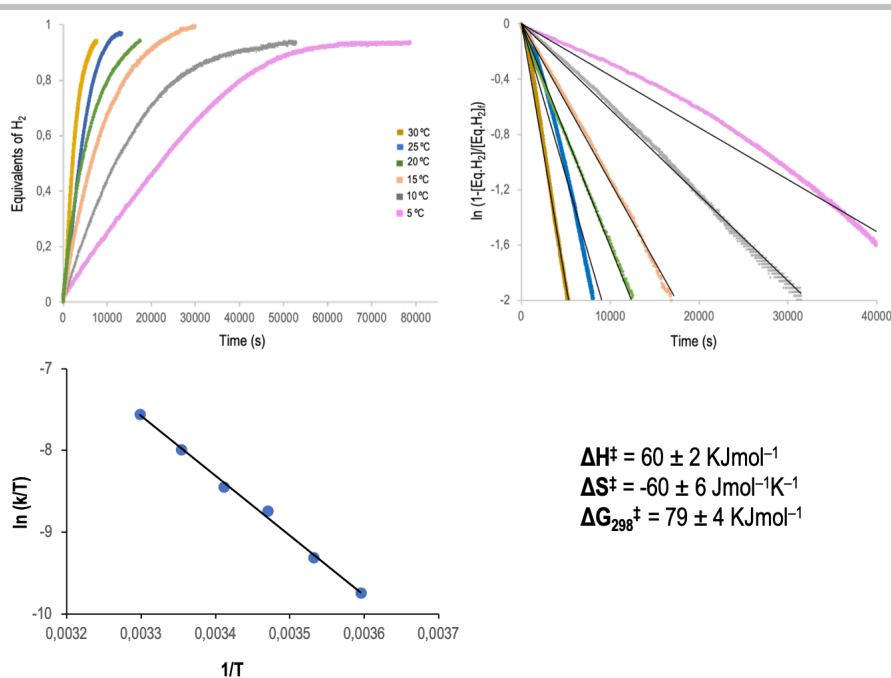 Equivalents of H2
1
0,8
0,6
0,4
0,2
0
0 10000 20000 30000 40000 50000 60000 70000 80000
Time (s)
30 ºC
25 ºC
20 ºC
15 ºC
10 ºC
5 ºC
ln (1-[Eq.H2]/[Eq.H2]f)
0
-0,4
-0,8
-1,2
-1,6
-2
0 10000 20000 30000 40000
Time (s)
ln (k/T)
-7
-8
-9
-10
0,0032 0,0033 0,0034 0,0035 0,0036 0,0037
1/T
ΔH‡ = 60 ± 2 KJmol–1
ΔS‡ = -60 ± 6 Jmol–1K–1
ΔG298‡ = 79 ± 4 KJmol–1